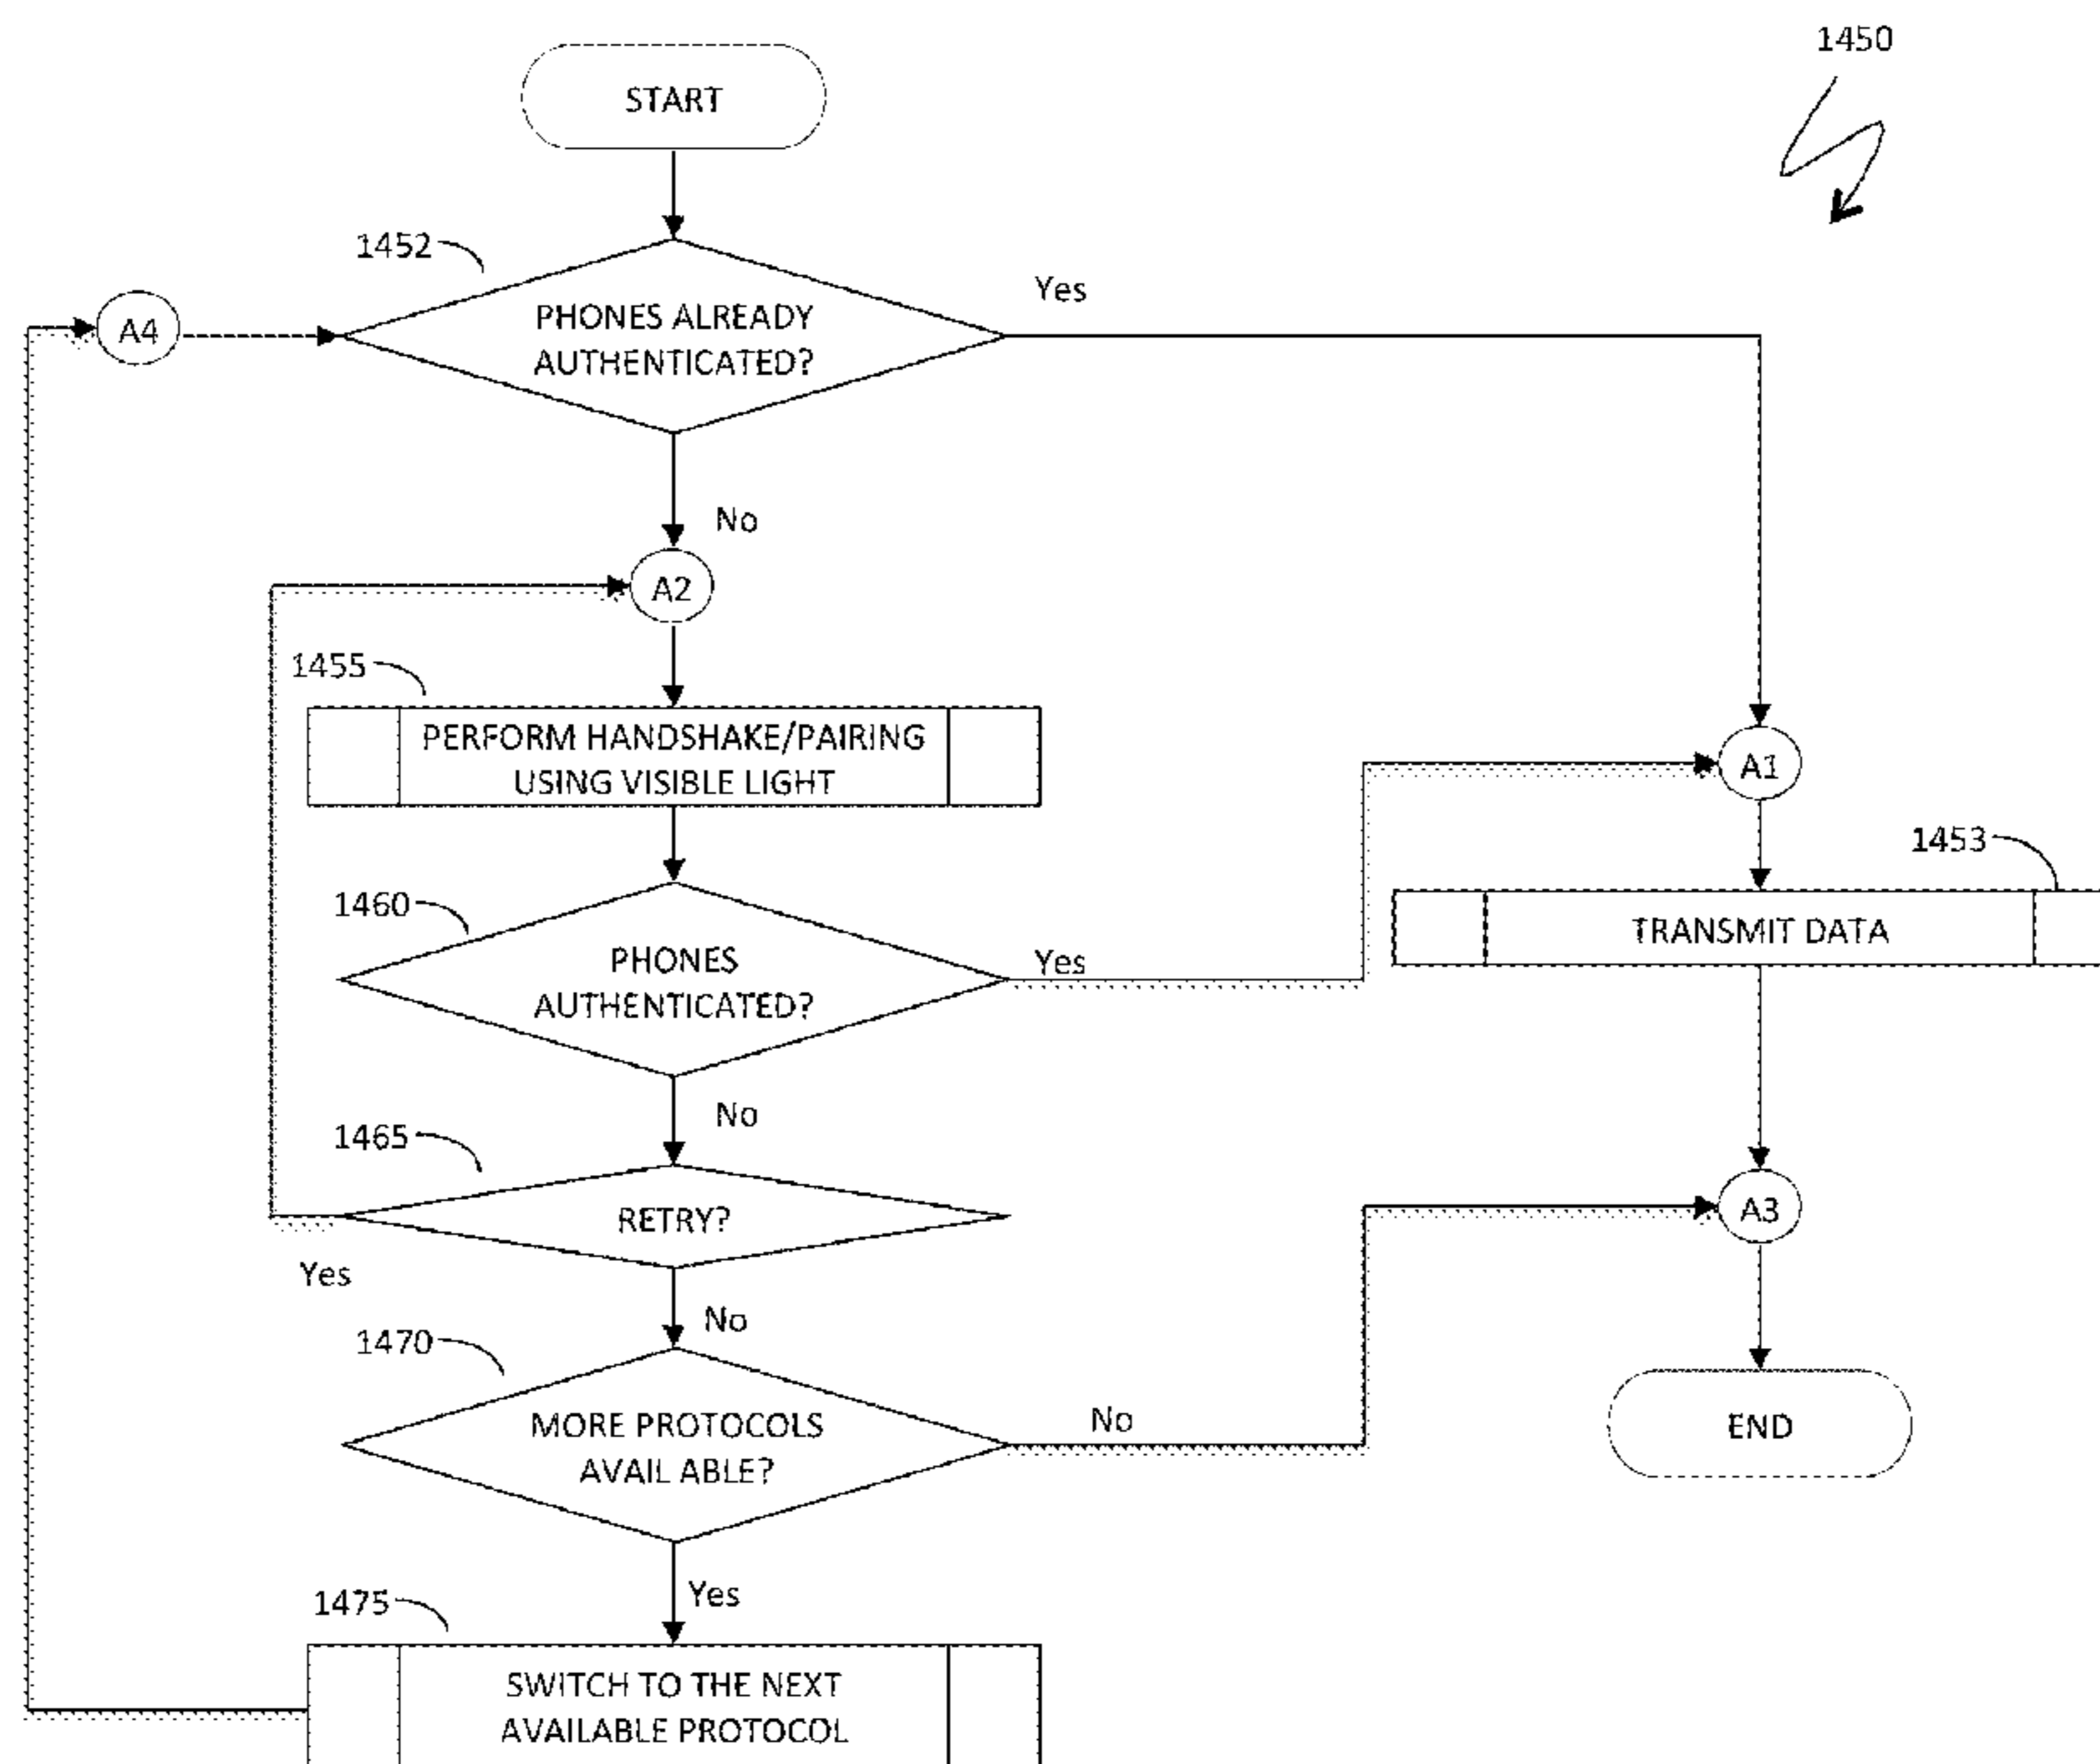 1450
START
1452
Yes
PHONES ALREADY
AUTHENTICATED?
A4
No
A2
1455
PERFORM HANDSHAKE/PAIRING
USING VISIBLE LIGHT
A1
1453
TRANSMIT DATA
1460
PHONES
AUTHENTICATED?
Yes
No
1465
RETRY?
A3
Yes
No
1470
MORE PROTOCOLS
AVAIL ABLE?
No
END
Yes
1475
SWITCH TO THE NEXT
AVAILABLE PROTOCOL